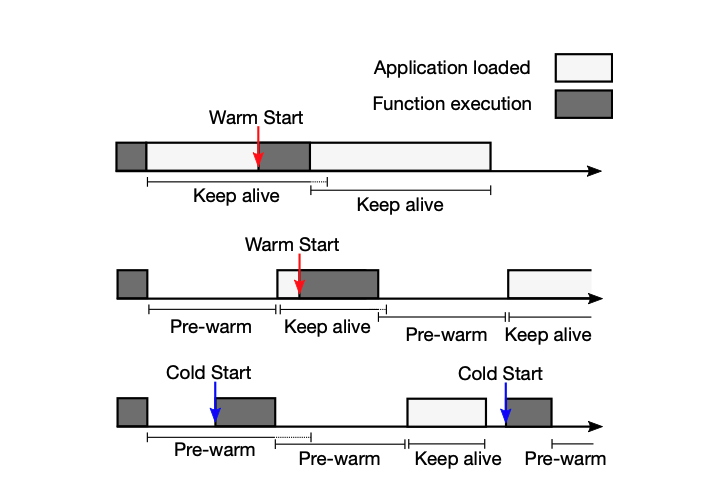 Application loaded
Function execution
Warm Start
Keep alive
Keep alive
Warm Start
Pre-warm
Keep alive
Pre-warm
Keep alive
Cold Start
Cold Start
Pre-warm
Pre-warm
Keep alive
Pre-warm